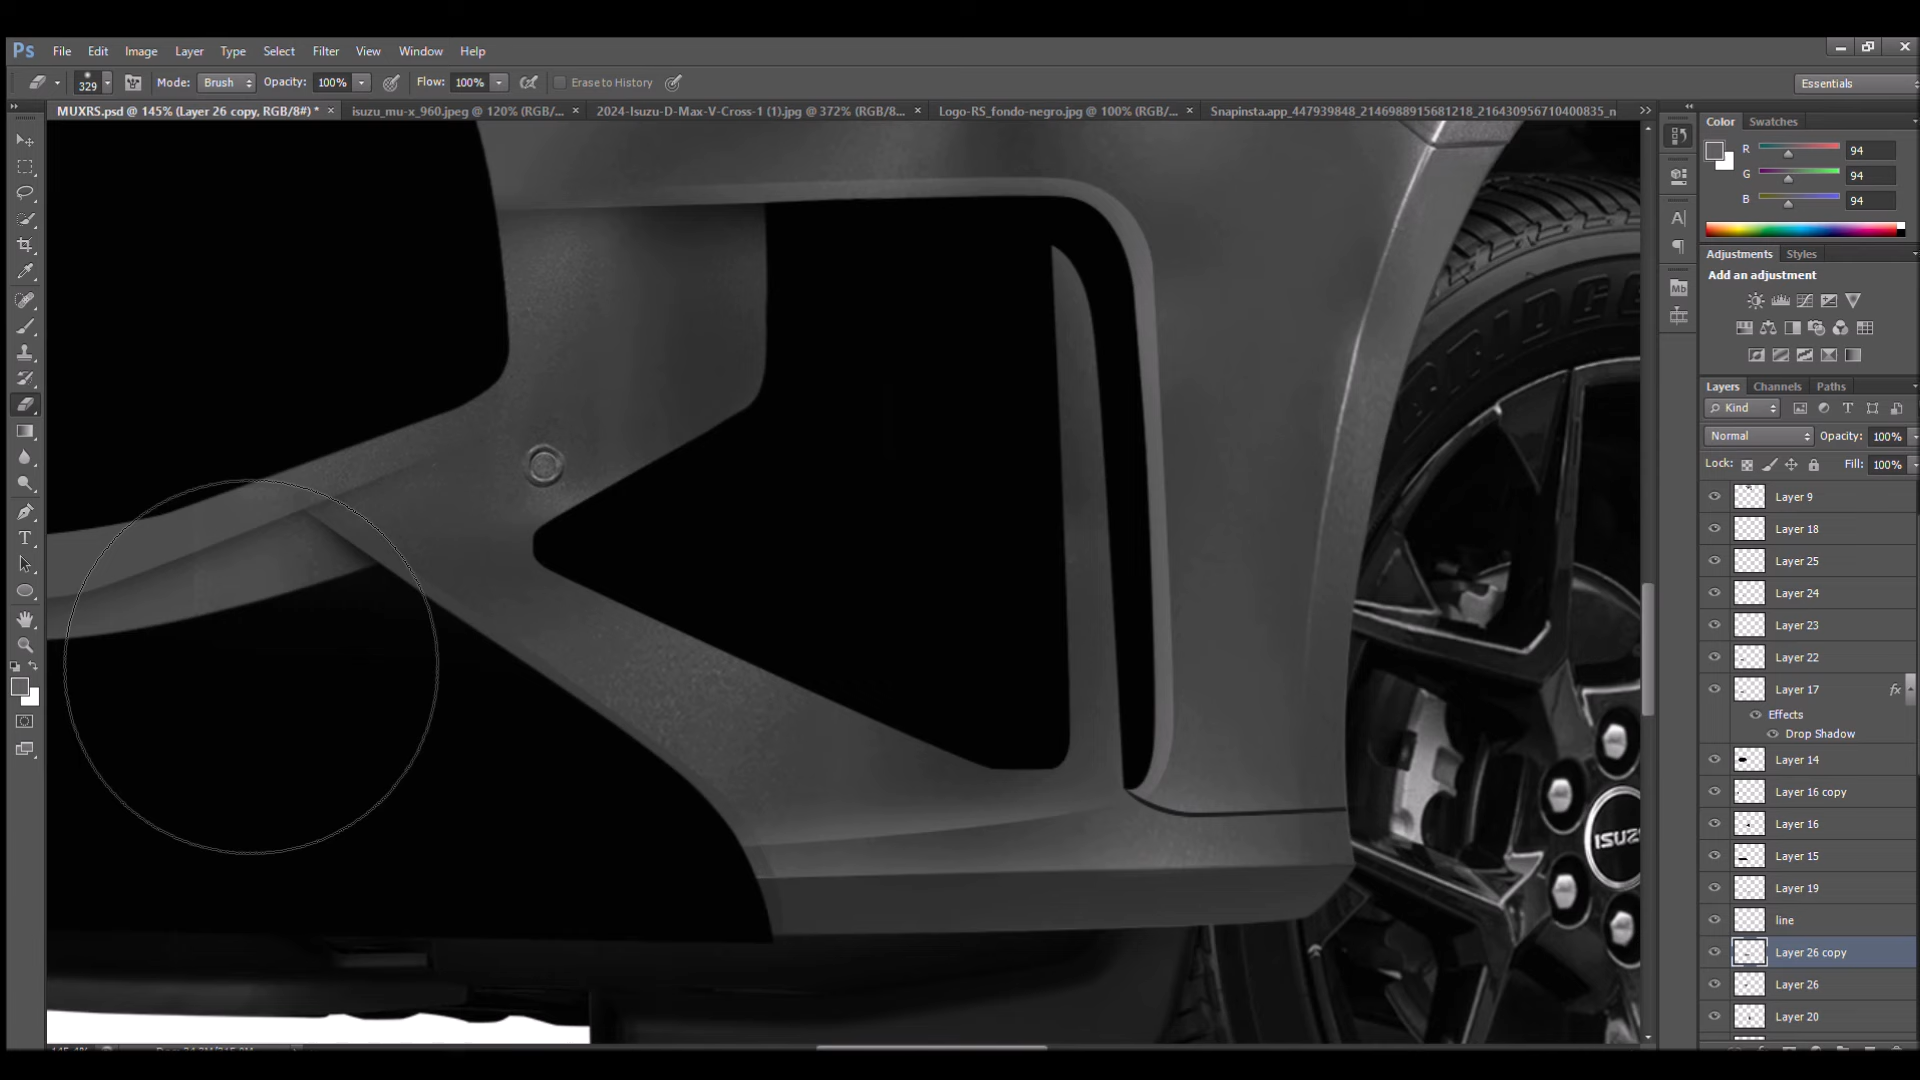 Ps File Edit Image Layer Type Select Filter View Window Help
329 Mode: Brush Opacity: 100% Flow: 100% Erase to History Essentials
MUXRS.psd @ 145% (Layer 26 copy, RGB/8#) * × isuzu_mu-x_960.jpeg @ 120% (RGB/... × 2024-Isuzu-D-Max-V-Cross-1 (1).jpg @ 372% (RGB/8... × Logo-RS_fondo-negro.jpg @ 100% (RGB/... × Snapinsta.app_447939848_2146988915681218_216430956710400835_n
Color Swatches
R 94
G 94
B 94
Adjustments Styles
Add an adjustment
Layers Channels Paths
Kind
Normal Opacity: 100%
Lock: Fill: 100%
Layer 9
Layer 18
Layer 25
Layer 24
Layer 23
Layer 22
Layer 17 fx
Effects
Drop Shadow
Layer 14
Layer 16 copy
Layer 16
Layer 15
Layer 19
line
Layer 26 copy
Layer 26
Layer 20
ISUZU